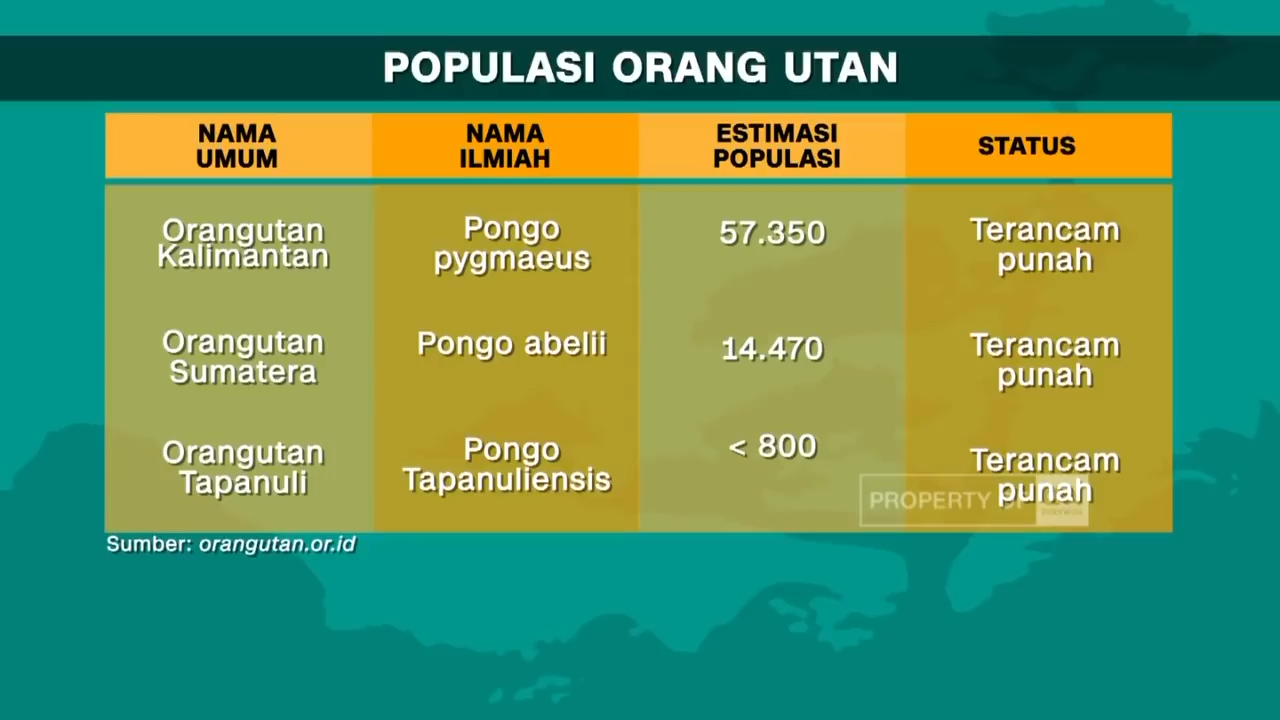 POPULASI ORANG UTAN
NAMA UMUM
NAMA ILMIAH
ESTIMASI POPULASI
STATUS
Orangutan Kalimantan
Pongo pygmaeus
57.350
Terancam punah
Orangutan Sumatera
Pongo abelii
14.470
Terancam punah
Orangutan Tapanuli
Pongo Tapanuliensis
< 800
Terancam punah
PROPERTY
Sumber: orangutan.or.id